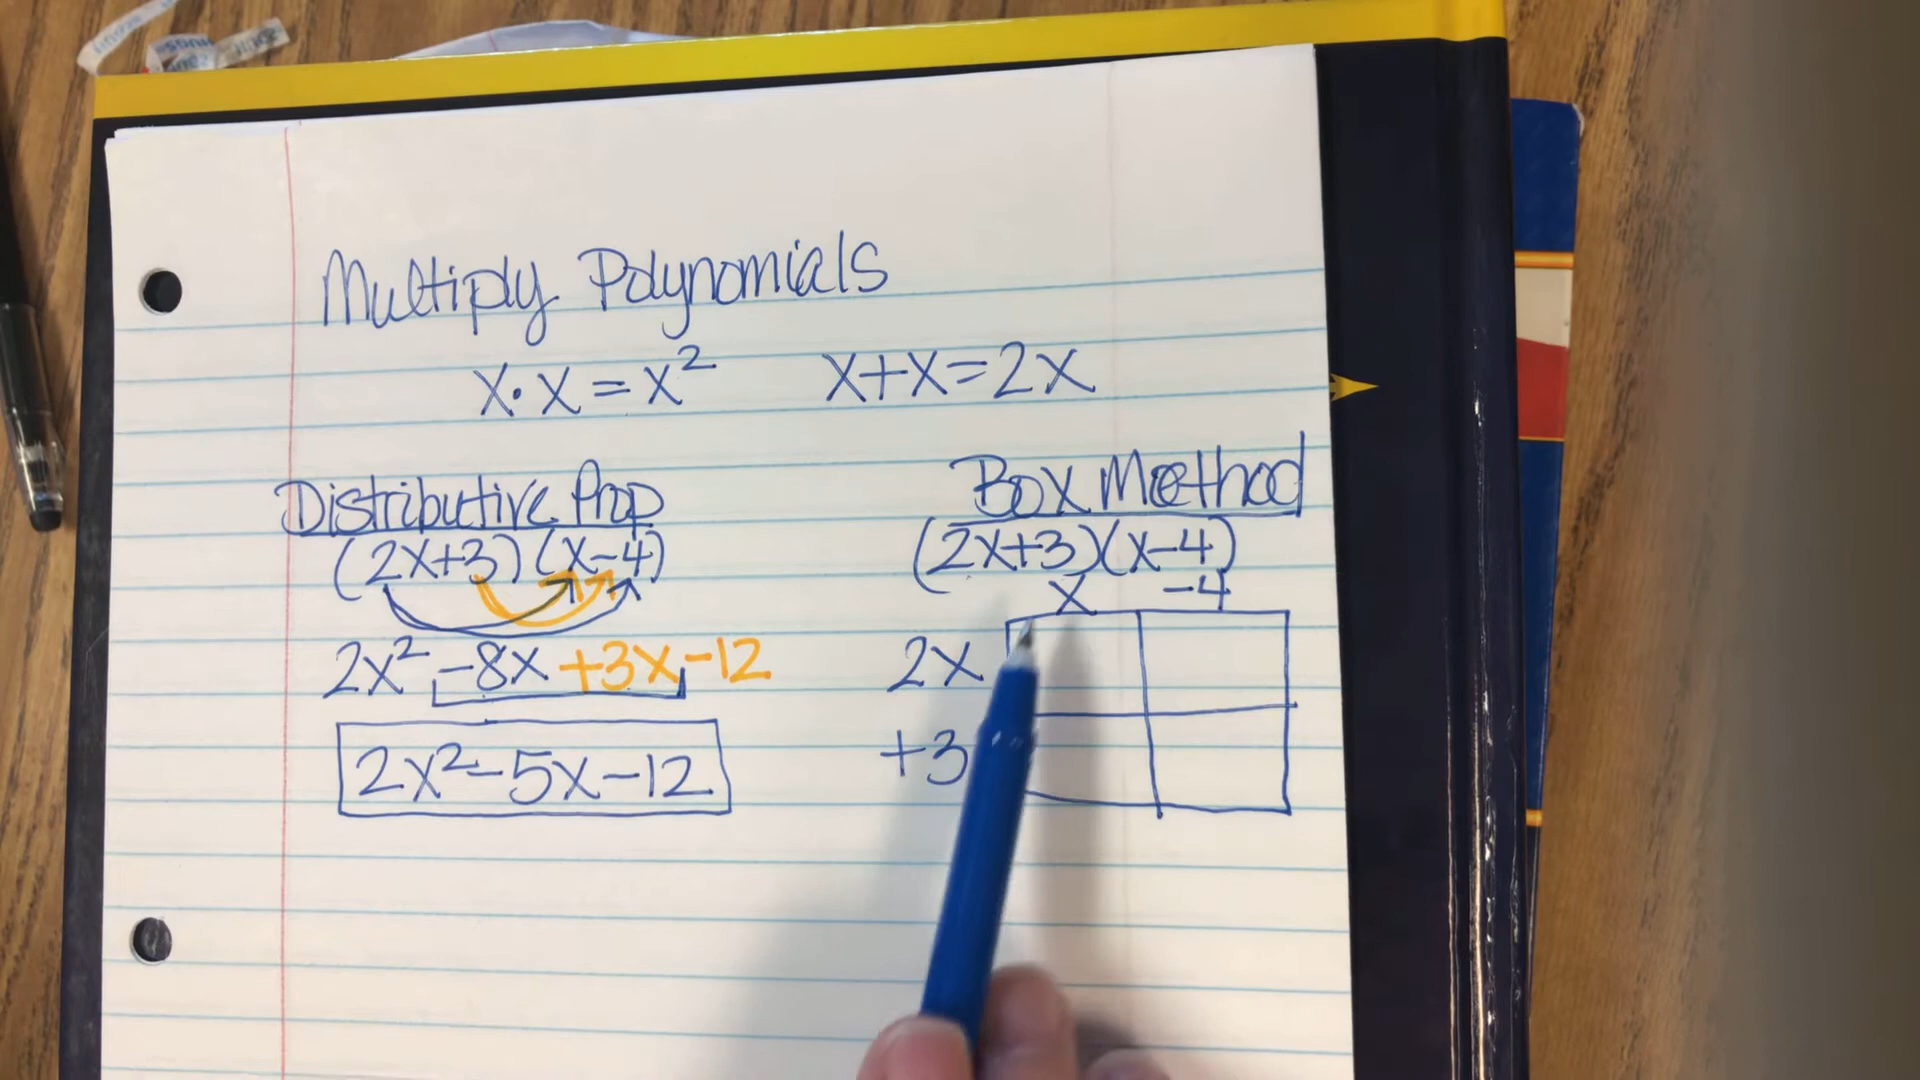 Multiply Polynomials
x·x=x² x+x=2x
Distributive Prop
(2x+3)(x-4)
2x²-8x+3x-12
2x²-5x-12
Box Method
(2x+3)(x-4)
x -4
2x
+3